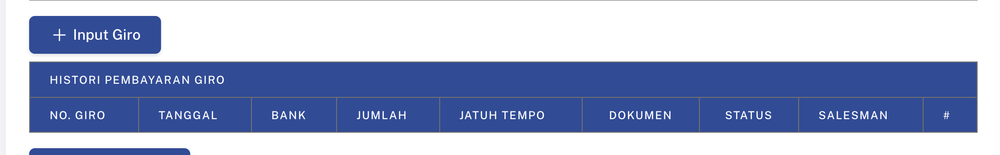 Input Giro
HISTORI PEMBAYARAN GIRO
NO. GIRO TANGGAL BANK JUMLAH JATUH TEMPO DOKUMEN STATUS SALESMAN #